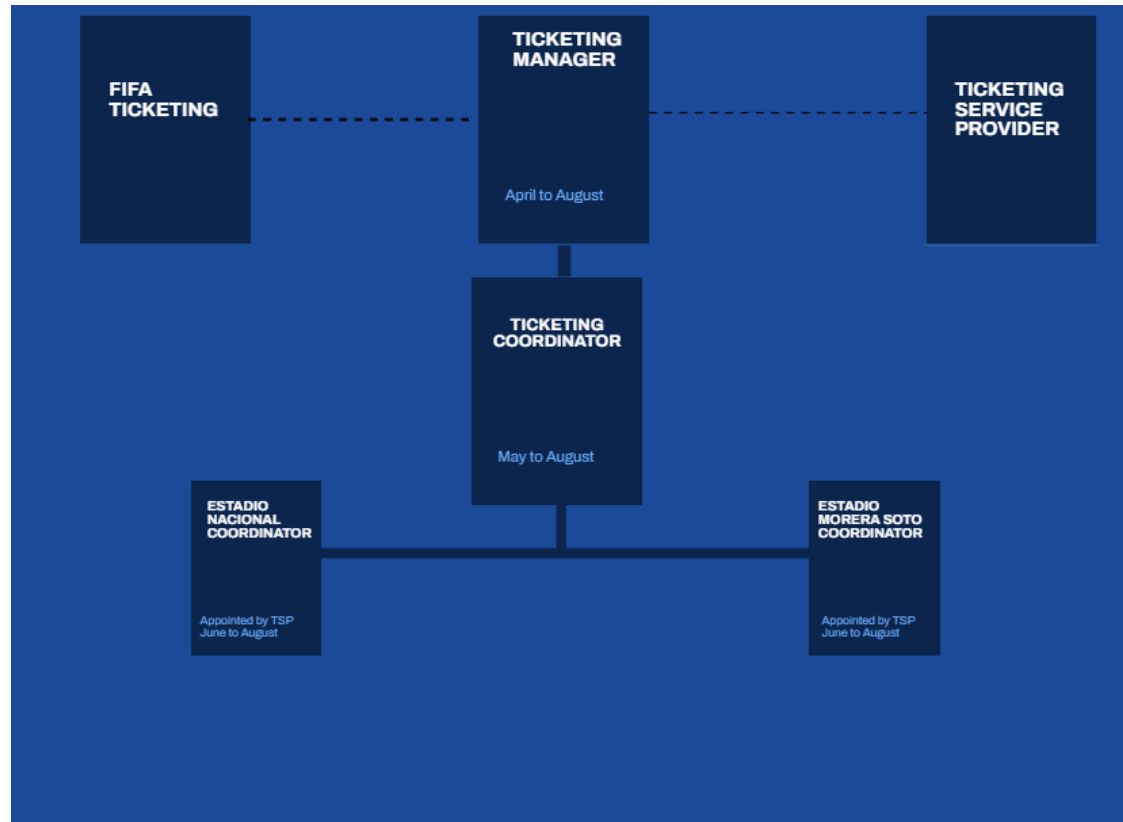 FIFA
TICKETING
TICKETING
MANAGER
April to August
TICKETING
SERVICE
PROVIDER
TICKETING
COORDINATOR
May to August
ESTADIO
NACIONAL
COORDINATOR
Appointed by TSP
June to August
ESTADIO
MORERA SOTO
COORDINATOR
Appointed by TSP
June to August